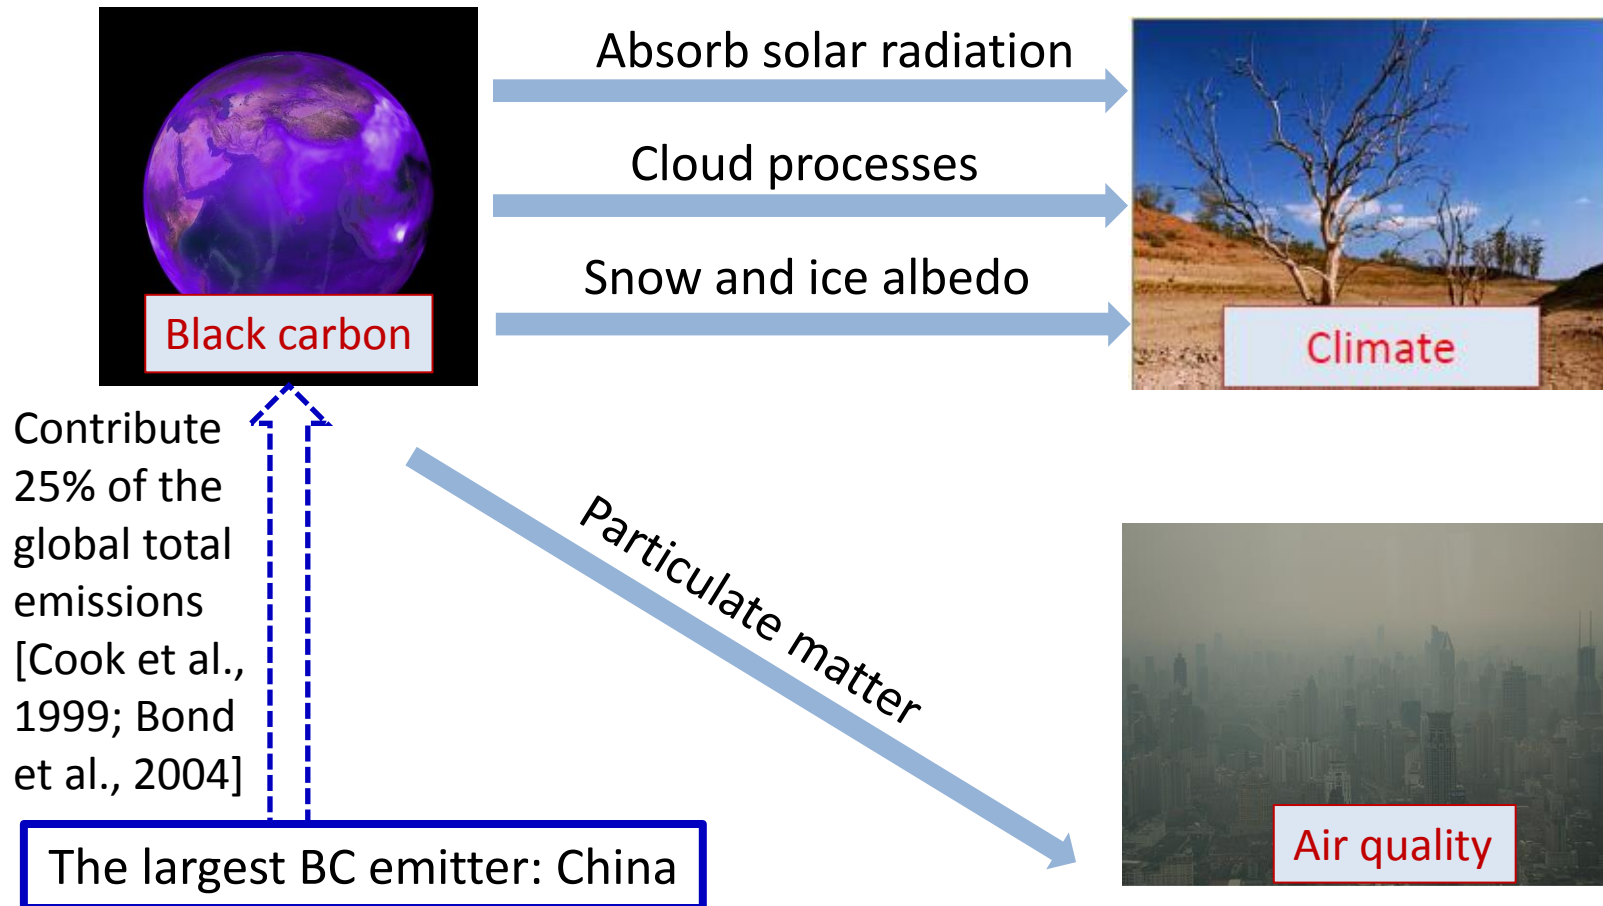 Absorb solar radiation
Cloud processes
Snow and ice albedo
Black carbon
Climate
Contribute
25% of the
global total
emissions
[Cook et al.,
1999; Bond
et al., 2004]
Particulate matter
Air quality
The largest BC emitter: China